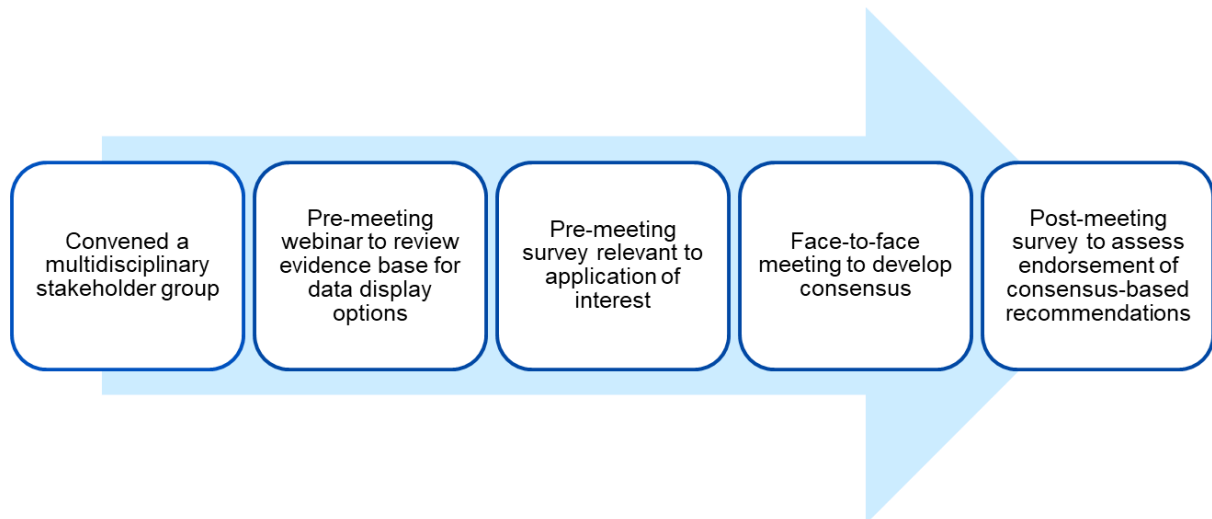 Convened a
multidisciplinary
stakeholder group
Pre-meeting
webinar to review
evidence base for
data display
options
Pre-meeting
survey relevant to
application of
interest
Face-to-face
meeting to develop
consensus
Post-meeting
survey to assess
endorsement of
consensus-based
recommendations